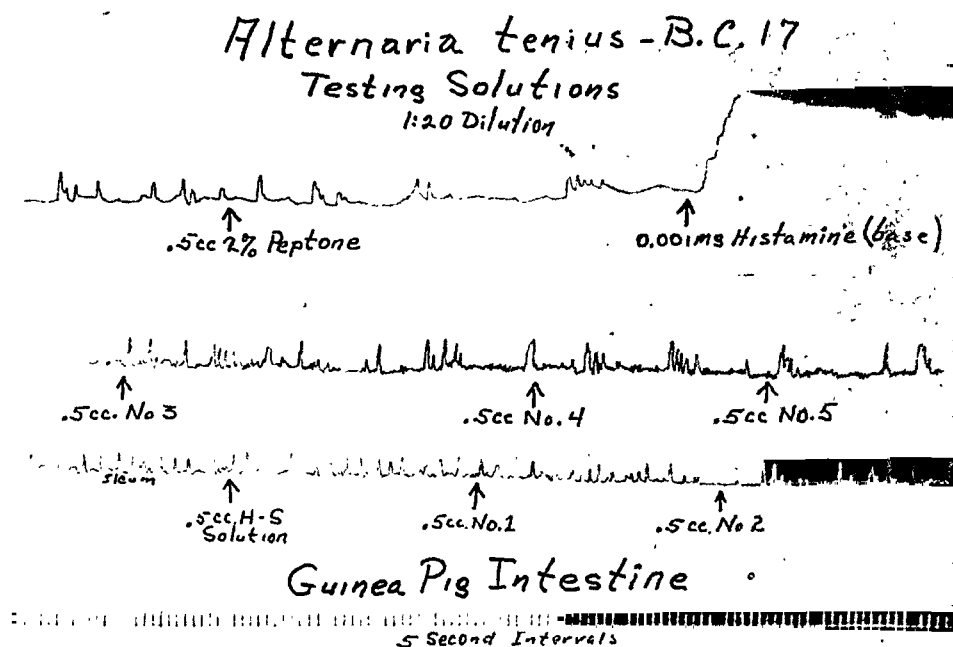 Alternaria tenius - B.C. 17
Testing Solutions
1:20 Dilution
.5cc 2% Peptone
0.001mg Histamine (base)
.5cc. No 3
.5cc No. 4
.5cc No. 5
Ileum
.5cc. H-S
Solution
.5cc. No. 1
.5cc. No 2
Guinea Pig Intestine
5 Second Intervals